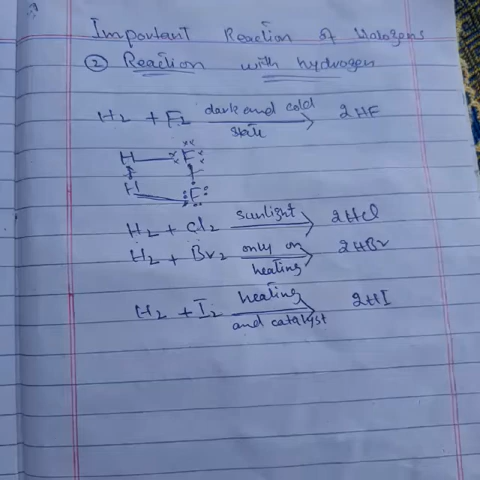 Important Reaction of Halogens
② Reaction with hydrogen
H₂ + F₂ dark and cold state → 2HF
H F
H F
H₂ + Cl₂ sunlight → 2HCl
H₂ + Br₂ only on heating → 2HBr
H₂ + I₂ heating and catalyst → 2HI